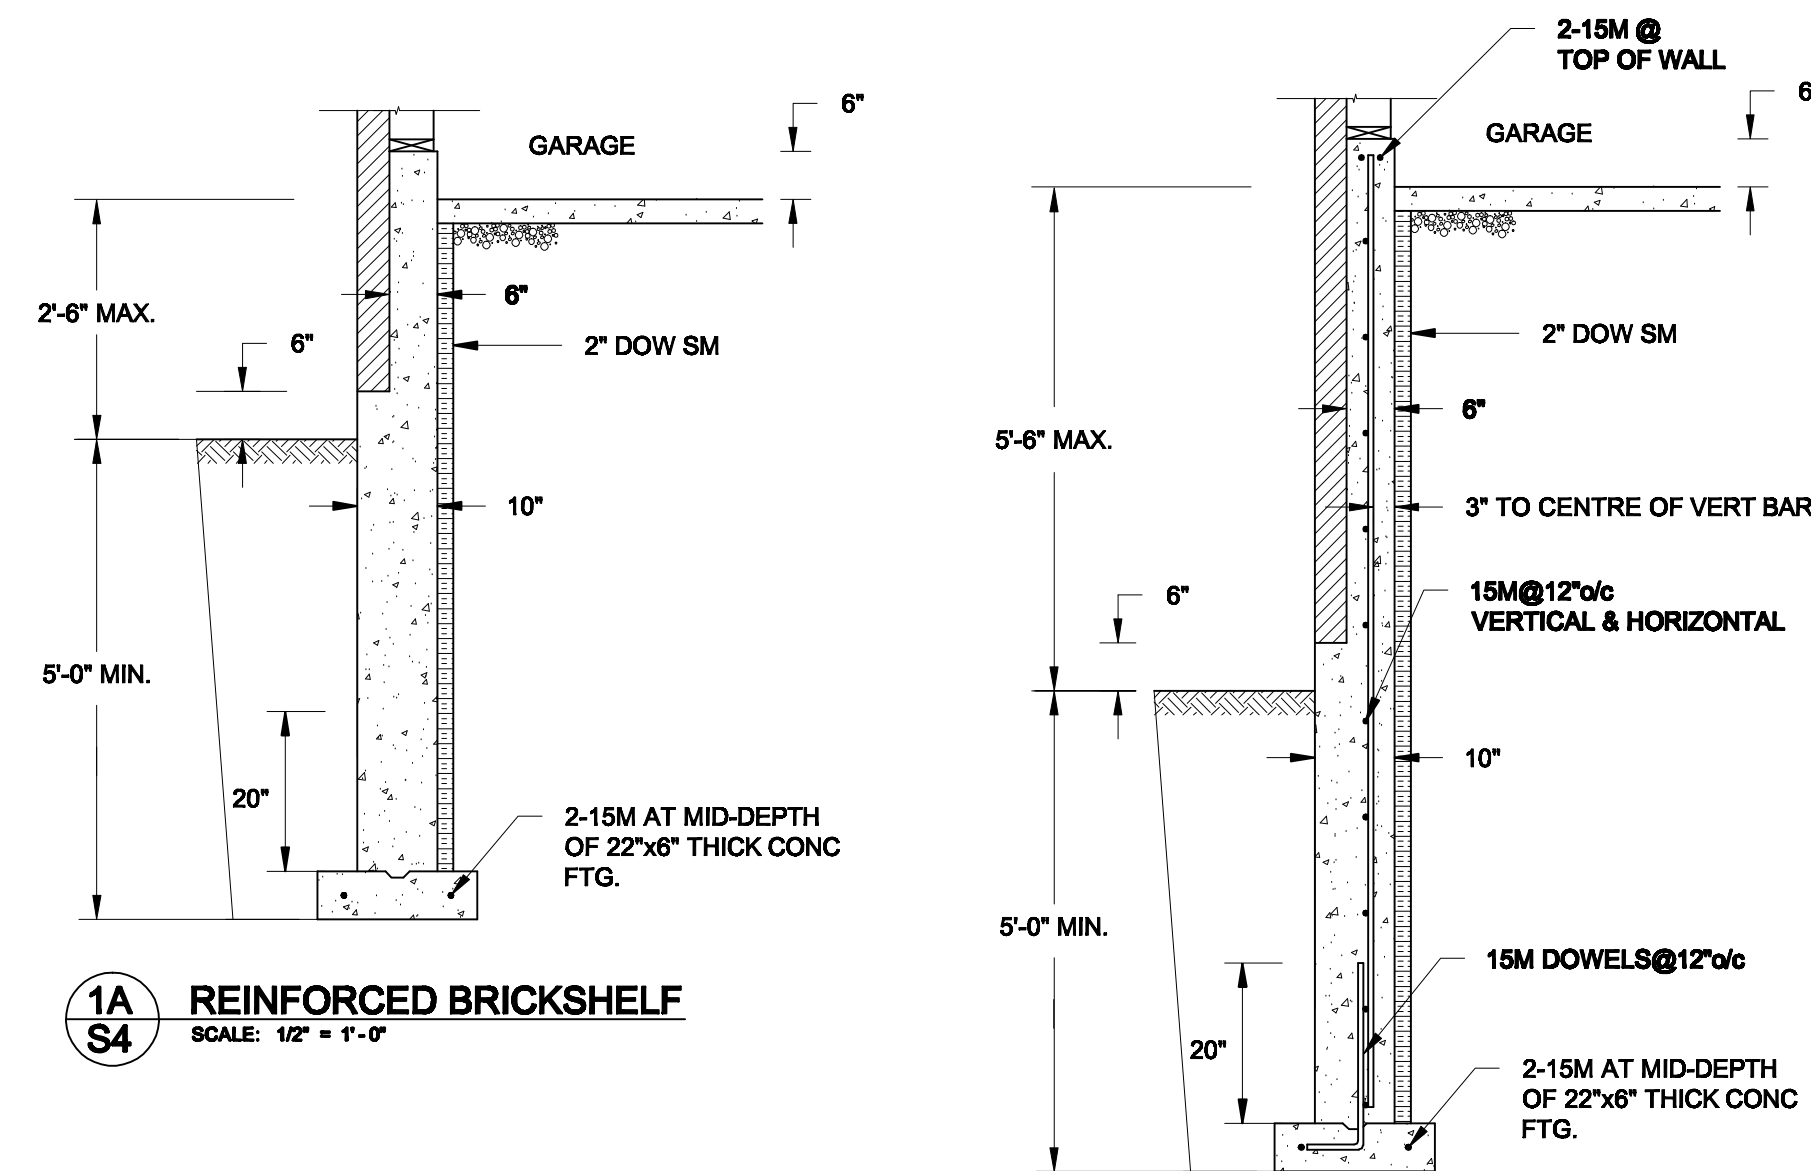 6"
GARAGE
2'-6" MAX.
6"
6"
2" DOW SM
10"
5'-0" MIN.
20"
2-15M AT MID-DEPTH
OF 22"x6" THICK CONC
FTG.
1A
S4
REINFORCED BRICKSHELF
SCALE: 1/2" = 1'-0"
2-15M @
TOP OF WALL
6
GARAGE
2" DOW SM
6"
5'-6" MAX.
3" TO CENTRE OF VERT BAR
6"
15M@12"o/c
VERTICAL & HORIZONTAL
10"
5'-0" MIN.
15M DOWELS@12"o/c
20"
2-15M AT MID-DEPTH
OF 22"x6" THICK CONC
FTG.